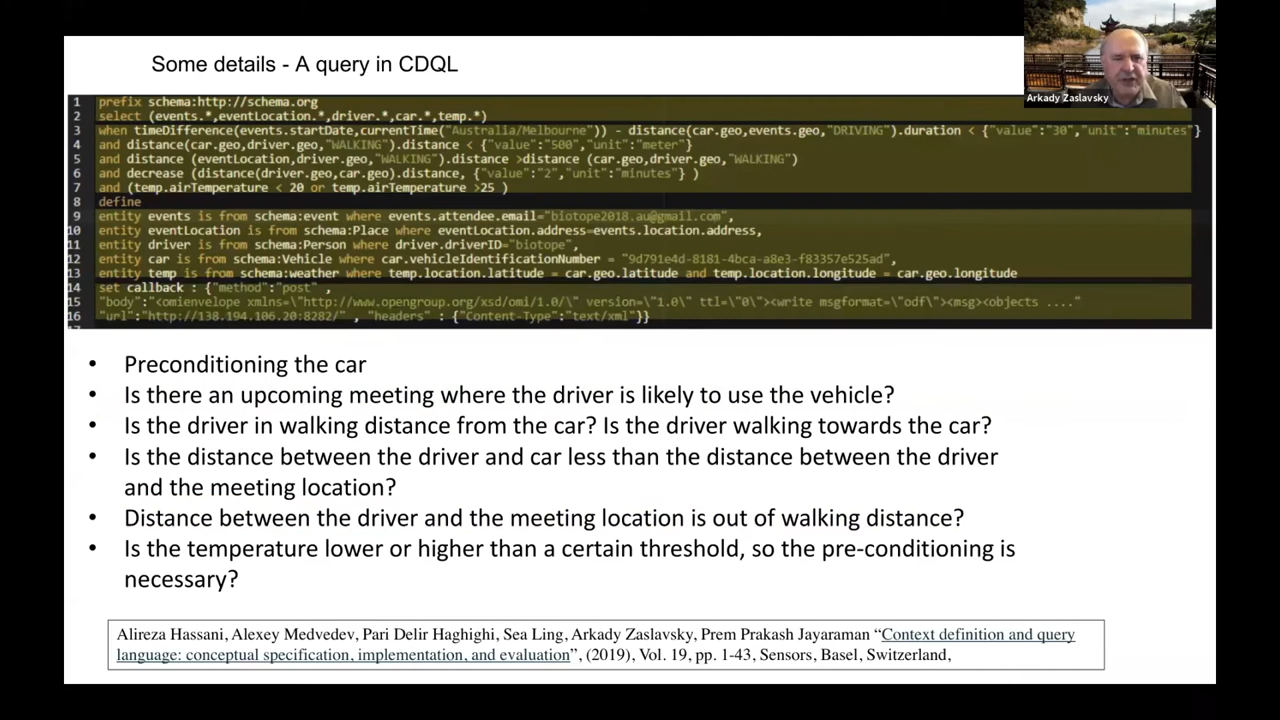 Some details - A query in CDQL
Arkady Zaslavsky
1 prefix schema:http://schema.org
2 select (events.*,eventLocation.*,driver.*,car.*,temp.*)
3 when timeDifference(events.startDate,currentTime("Australia/Melbourne")) - distance(car.geo,events.geo,"DRIVING").duration < {"value":"30","unit":"minutes"}
4 and distance(car.geo,driver.geo,"WALKING").distance < {"value":"500","unit":"meter"}
5 and distance (eventLocation,driver.geo,"WALKING").distance >distance (car.geo,driver.geo,"WALKING")
6 and decrease (distance(driver.geo,car.geo).distance, {"value":"2","unit":"minutes"} )
7 and (temp.airTemperature < 20 or temp.airTemperature >25 )
8 define
9 entity events is from schema:event where events.attendee.email="biotope2018.au@gmail.com",
10 entity eventLocation is from schema:Place where eventLocation.address=events.location.address,
11 entity driver is from schema:Person where driver.driverID="biotope",
12 entity car is from schema:Vehicle where car.vehicleIdentificationNumber = "9d791e4d-8181-4bca-a8e3-f83357e525ad",
13 entity temp is from schema:weather where temp.location.latitude = car.geo.latitude and temp.location.longitude = car.geo.longitude
14 set callback : {"method":"post" ,
15 "body":"<omienvelope xmlns=\"http://www.opengroup.org/xsd/omi/1.0/\" version=\"1.0\" ttl=\"0\"><write msgformat=\"odf\"><msg><objects ...."
16 "url":"http://138.194.106.20:8282/" , "headers" : {"Content-Type":"text/xml"}}
• Preconditioning the car
• Is there an upcoming meeting where the driver is likely to use the vehicle?
• Is the driver in walking distance from the car? Is the driver walking towards the car?
• Is the distance between the driver and car less than the distance between the driver
and the meeting location?
• Distance between the driver and the meeting location is out of walking distance?
• Is the temperature lower or higher than a certain threshold, so the pre-conditioning is
necessary?
Alireza Hassani, Alexey Medvedev, Pari Delir Haghighi, Sea Ling, Arkady Zaslavsky, Prem Prakash Jayaraman “Context definition and query
language: conceptual specification, implementation, and evaluation”, (2019), Vol. 19, pp. 1-43, Sensors, Basel, Switzerland,